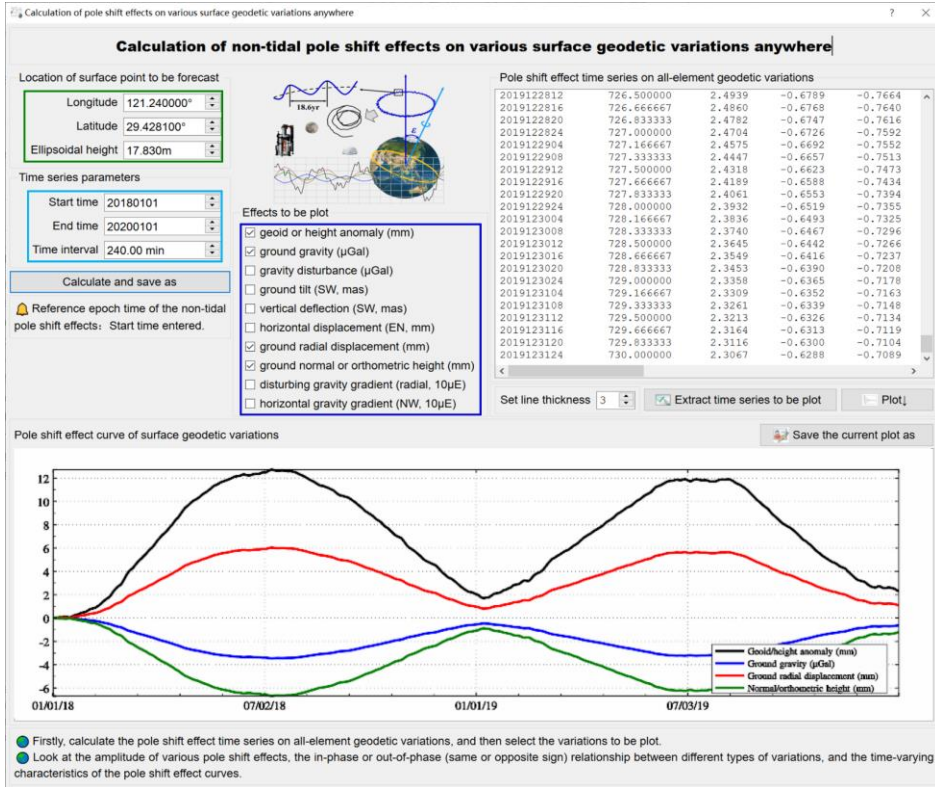 Calculation of pole shift effects on various surface geodetic variations anywhere
Calculation of non-tidal pole shift effects on various surface geodetic variations anywhere
Location of surface point to be forecast
Longitude 121.240000°
Latitude 29.428100°
Ellipsoidal height 17.830m
Time series parameters
Start time 20180101
End time 20200101
Time interval 240.00 min
Calculate and save as
Reference epoch time of the non-tidal
pole shift effects: Start time entered.
18.6yr
ε
Effects to be plot
geoid or height anomaly (mm)
ground gravity (μGal)
gravity disturbance (μGal)
ground tilt (SW, mas)
vertical deflection (SW, mas)
horizontal displacement (EN, mm)
ground radial displacement (mm)
ground normal or orthometric height (mm)
disturbing gravity gradient (radial, 10μE)
horizontal gravity gradient (NW, 10μE)
Pole shift effect time series on all-element geodetic variations
2019122812 726.500000 2.4939 -0.6789 -0.7664
2019122816 726.666667 2.4860 -0.6768 -0.7640
2019122820 726.833333 2.4782 -0.6747 -0.7616
2019122824 727.000000 2.4704 -0.6726 -0.7592
2019122904 727.166667 2.4575 -0.6692 -0.7552
2019122908 727.333333 2.4447 -0.6657 -0.7513
2019122912 727.500000 2.4318 -0.6623 -0.7473
2019122916 727.666667 2.4189 -0.6588 -0.7434
2019122920 727.833333 2.4061 -0.6553 -0.7394
2019122924 728.000000 2.3932 -0.6519 -0.7355
2019123004 728.166667 2.3836 -0.6493 -0.7325
2019123008 728.333333 2.3740 -0.6467 -0.7296
2019123012 728.500000 2.3645 -0.6442 -0.7266
2019123016 728.666667 2.3549 -0.6416 -0.7237
2019123020 728.833333 2.3453 -0.6390 -0.7208
2019123024 729.000000 2.3358 -0.6365 -0.7178
2019123104 729.166667 2.3309 -0.6352 -0.7163
2019123108 729.333333 2.3261 -0.6339 -0.7148
2019123112 729.500000 2.3213 -0.6326 -0.7134
2019123116 729.666667 2.3164 -0.6313 -0.7119
2019123120 729.833333 2.3116 -0.6300 -0.7104
2019123124 730.000000 2.3067 -0.6288 -0.7089
Set line thickness 3 Extract time series to be plot Plot↓
Pole shift effect curve of surface geodetic variations
Save the current plot as
12
10
8
6
4
2
0
-2
-4
-6
Geoid/height anomaly (mm)
Ground gravity (μGal)
Ground radial displacement (mm)
Normal/orthometric height (mm)
01/01/18 07/02/18 01/01/19 07/03/19
Firstly, calculate the pole shift effect time series on all-element geodetic variations, and then select the variations to be plot.
Look at the amplitude of various pole shift effects, the in-phase or out-of-phase (same or opposite sign) relationship between different types of variations, and the time-varying
characteristics of the pole shift effect curves.